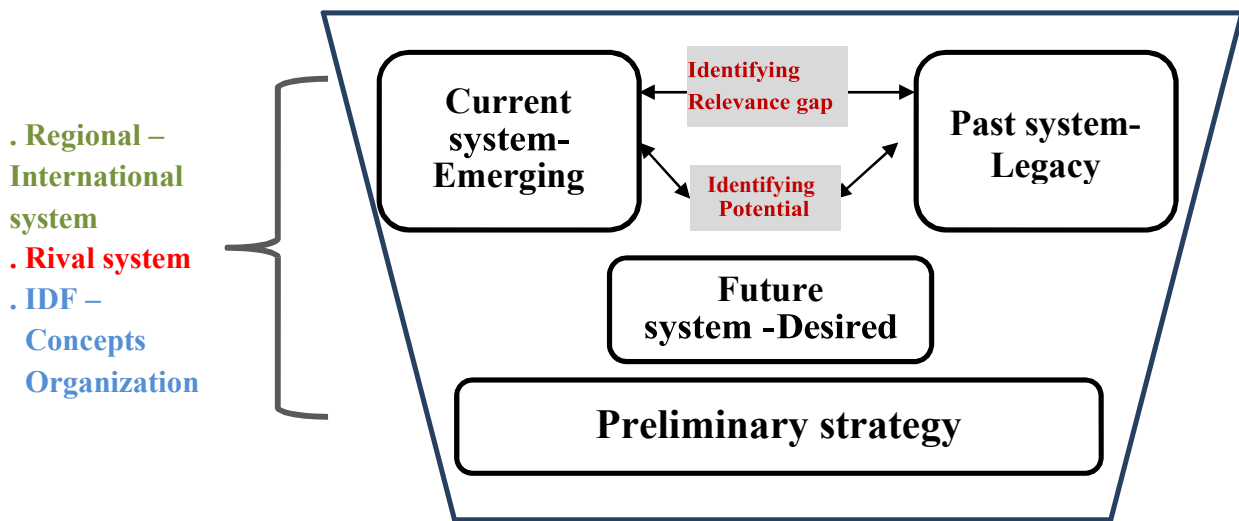 . Regional –
International
system
. Rival system
. IDF –
Concepts
Organization
Current
system-
Emerging
Identifying
Relevance gap
Identifying
Potential
Past system-
Legacy
Future
system -Desired
Preliminary strategy